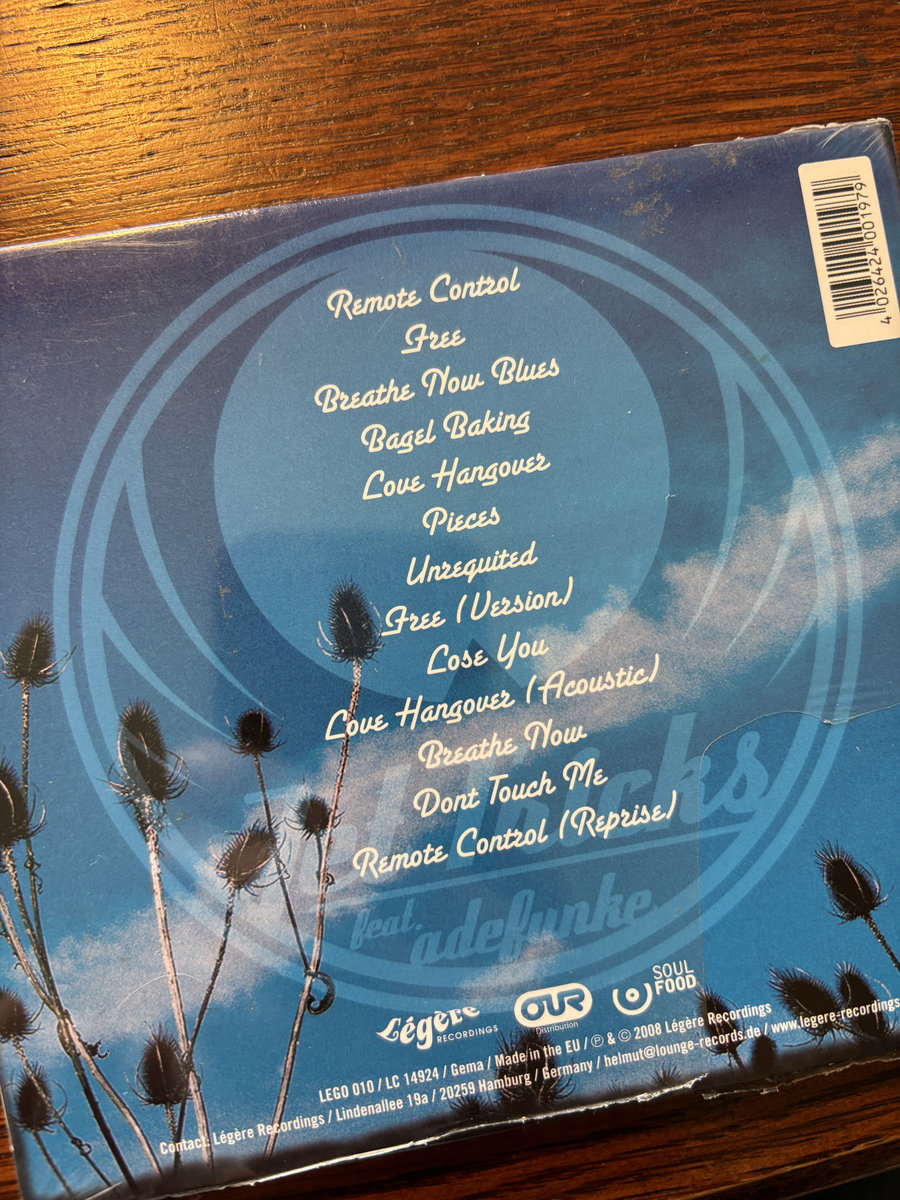 4 026424 001979
Remote Control
Free
Breathe Now Blues
Bagel Baking
Love Hangover
Pieces
Unrequited
Free (Version)
Lose You
Love Hangover (Acoustic)
Breathe Now
Dont Touch Me
Remote Control (Reprise)
feat.
adefunke
Légère
RECORDINGS
OUR
Distribution
SOUL
FOOD
LEGO 010 / LC 14924 / Gema / Made in the EU / ℗ & © 2008 Légère Recordings
Contact: Légère Recordings / Lindenallee 19a / 20259 Hamburg / Germany / helmut@lounge-records.de / www.legere-recordings